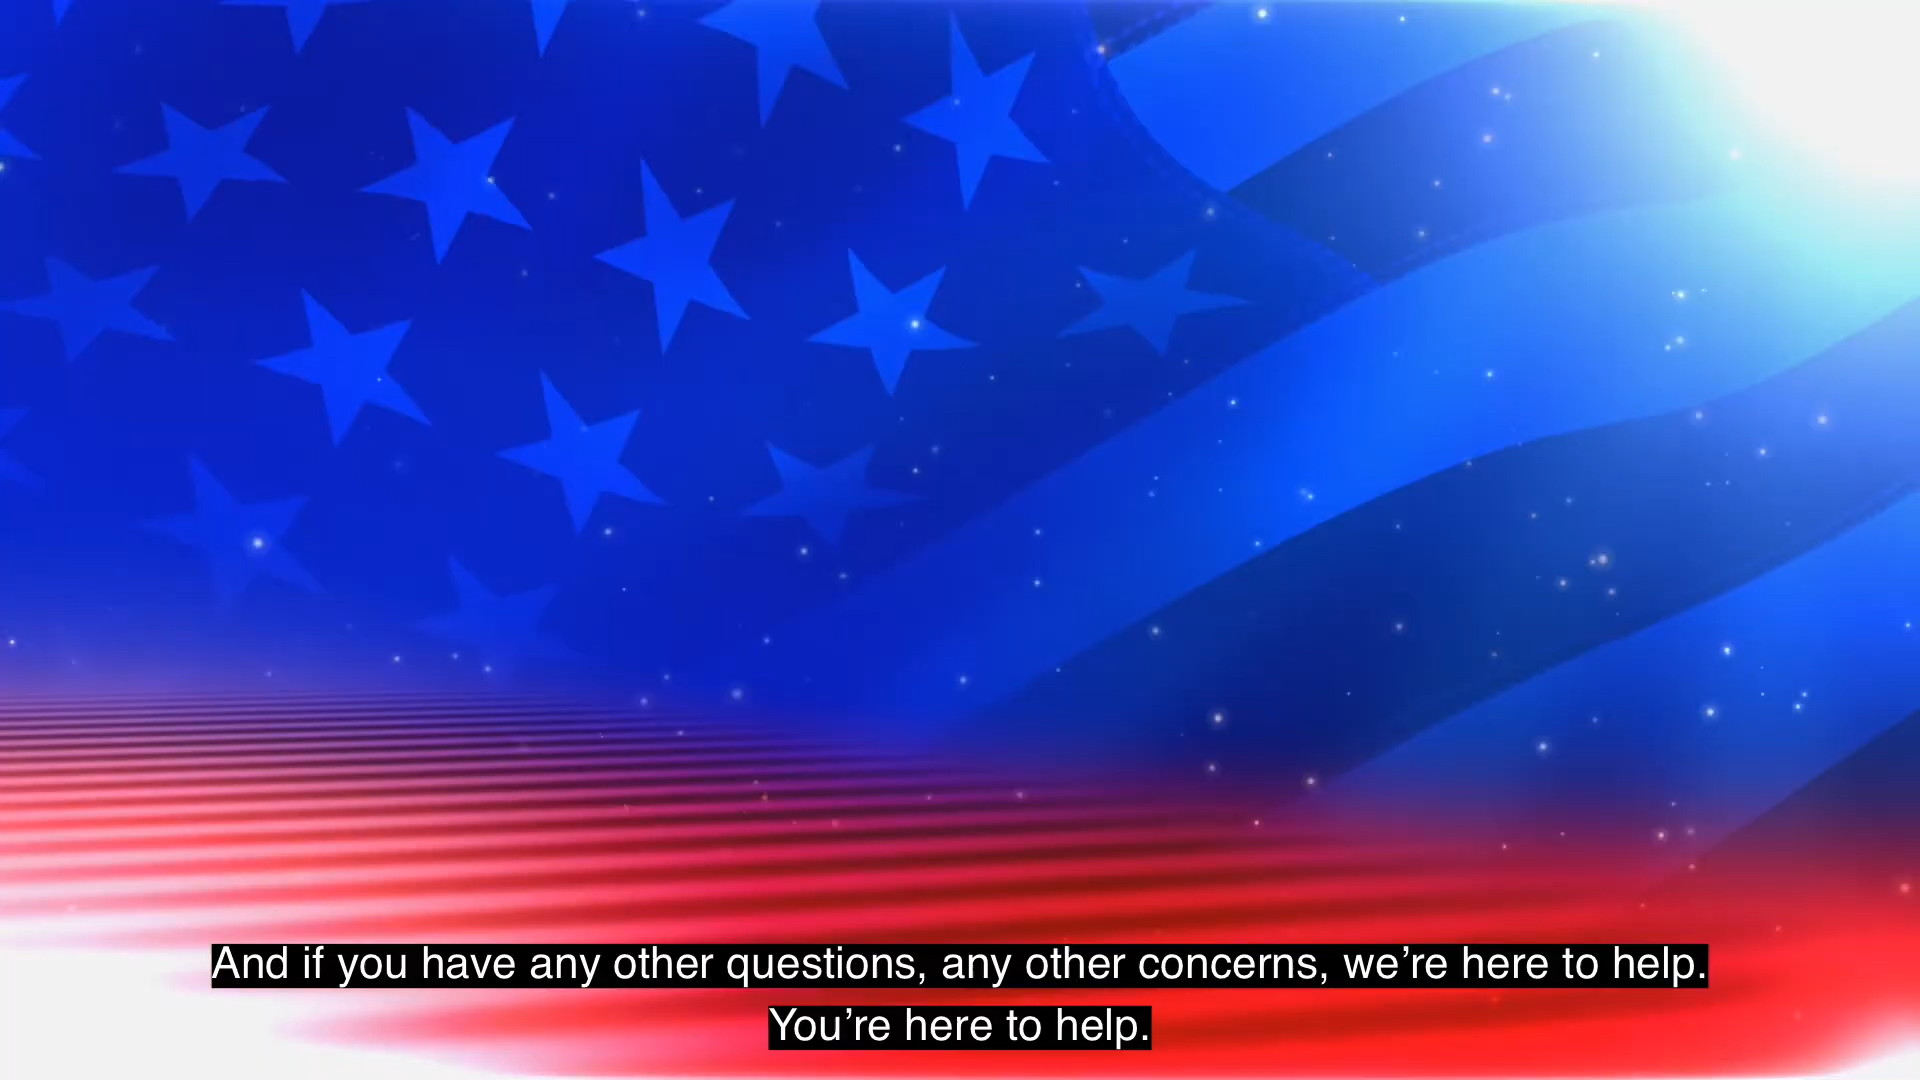 And if you have any other questions, any other concerns, we’re here to help.
You’re here to help.